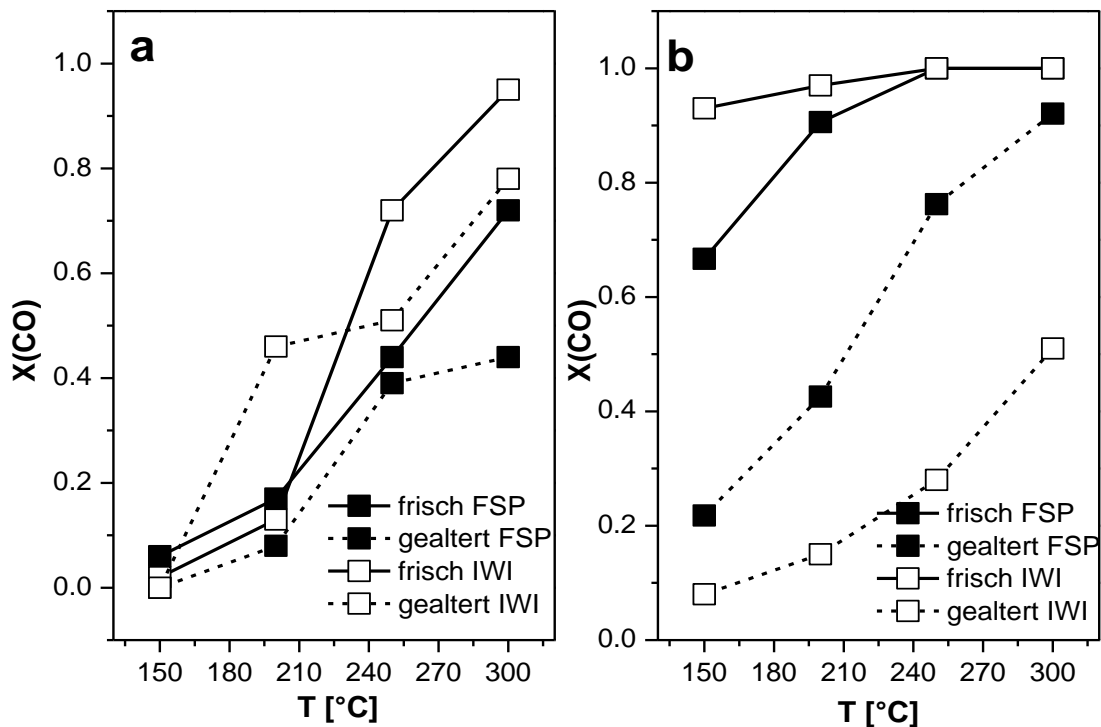 a
1.0
0.8
0.6
0.4
0.2
0.0
X(CO)
frisch FSP
gealtert FSP
frisch IWI
gealtert IWI
150 180 210 240 270 300
T [°C]
b
1.0
0.8
0.6
0.4
0.2
0.0
X(CO)
frisch FSP
gealtert FSP
frisch IWI
gealtert IWI
150 180 210 240 270 300
T [°C]